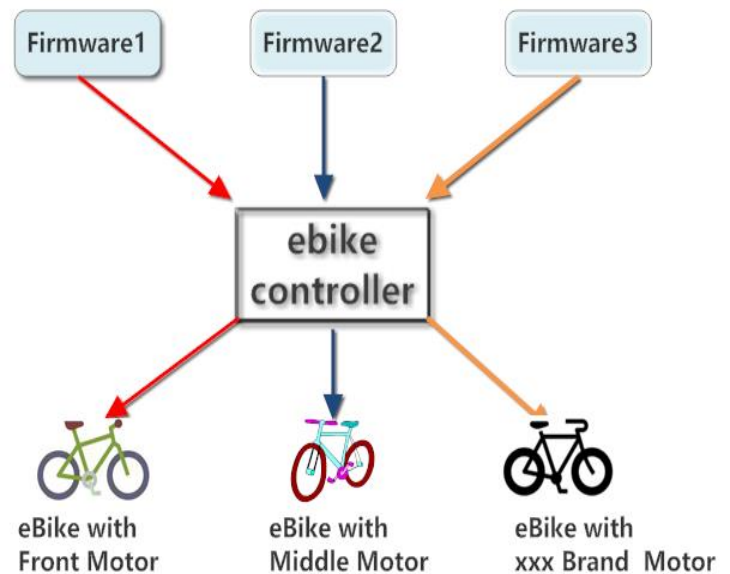 Firmware1
Firmware2
Firmware3
ebike
controller
eBike with
Front Motor
eBike with
Middle Motor
eBike with
xxx Brand Motor